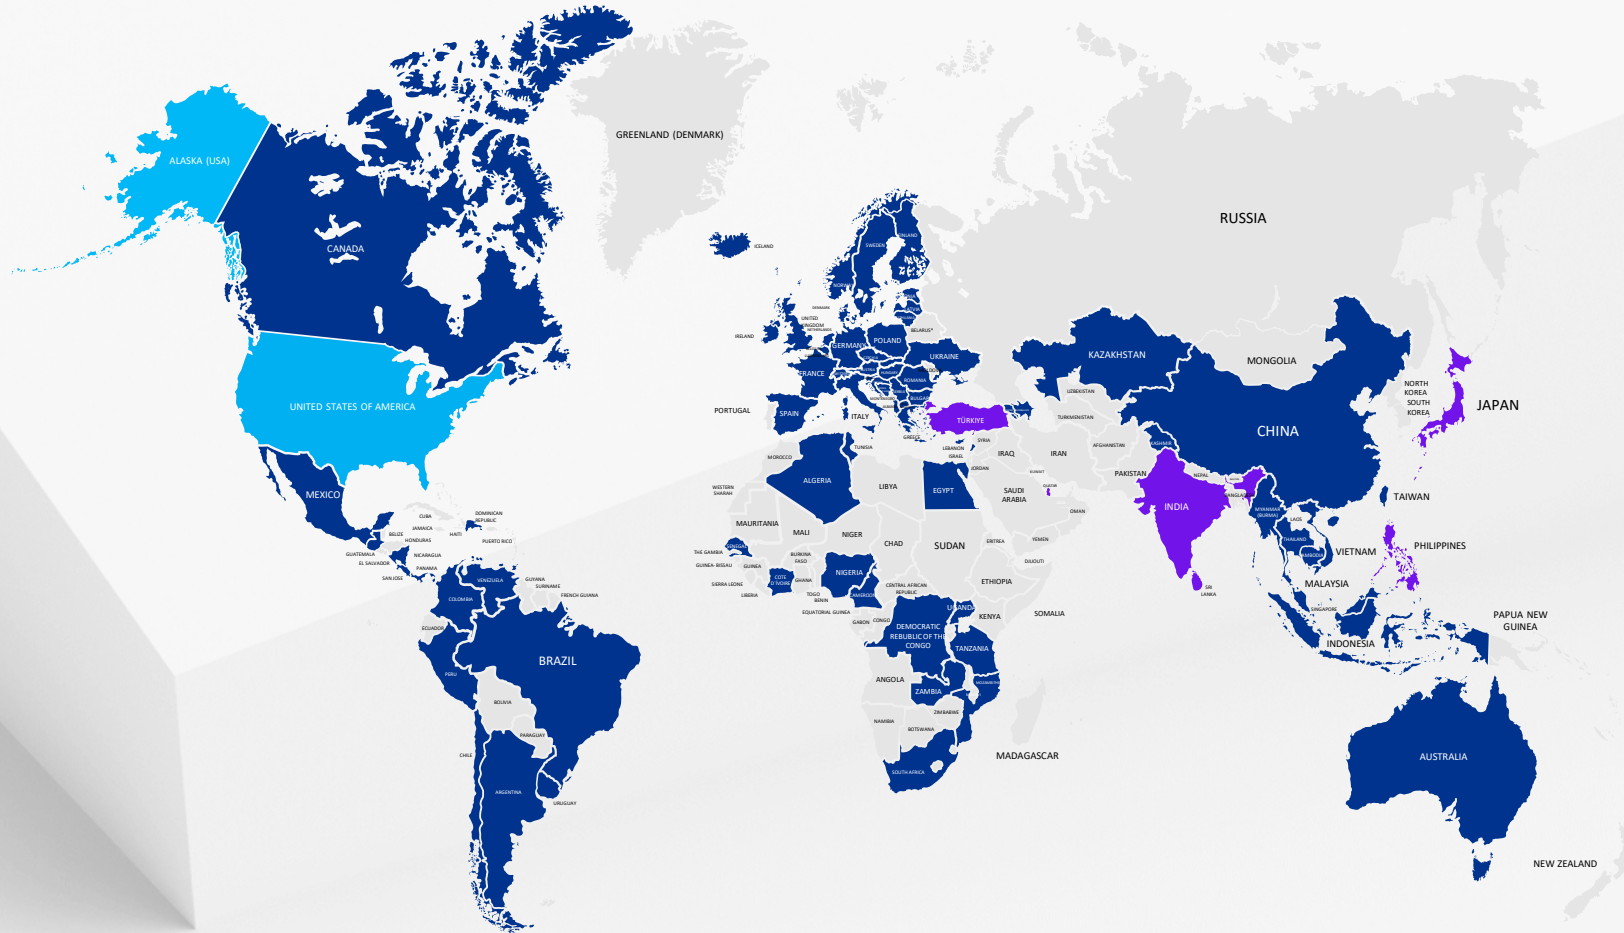 GREENLAND (DENMARK)
ALASKA (USA)
RUSSIA
CANADA
ICELAND
FINLAND
SWEDEN
NORWAY
DENMARK
UNITED
KINGDOM
NETHERLANDS
LATVIA
BELARUS*
IRELAND
GERMANY
POLAND
UKRAINE
KAZAKHSTAN
MONGOLIA
FRANCE
ROMANIA
UNITED STATES OF AMERICA
PORTUGAL
SPAIN
ITALY
GREECE
TÜRKIYE
UZBEKISTAN
TURKMENISTAN
NORTH
KOREA
SOUTH
KOREA
JAPAN
CHINA
TUNISIA
MOROCCO
LEBANON
ISRAEL
SYRIA
JORDAN
IRAQ
IRAN
AFGHANISTAN
KASHMIR
PAKISTAN
NEPAL
KUWAIT
QATAR
ALGERIA
LIBYA
EGYPT
SAUDI
ARABIA
OMAN
YEMEN
INDIA
MYANMAR
(BURMA)
LAOS
THAILAND
CAMBODIA
VIETNAM
TAIWAN
PHILIPPINES
MEXICO
CUBA
JAMAICA
BELIZE
HONDURAS
HAITI
DOMINICAN
REPUBLIC
PUERTO RICO
GUATEMALA
EL SALVADOR
NICARAGUA
SAN JOSE
PANAMA
WESTERN
SHARAH
MAURITANIA
MALI
NIGER
CHAD
SUDAN
ERITREA
DJOUTI
ETHIOPIA
SOMALIA
SENEGAL
THE GAMBIA
GUINEA- BISSAU
GUINEA
SIERRA LEONE
LIBERIA
COTE
D'IVOIRE
BURKINA
FASO
GHANA
TOGO
BENIN
NIGERIA
CAMEROON
CENTRAL AFRICAN
REPUBLIC
EQUATORIAL GUINEA
GABON
CONGO
UGANDA
KENYA
DEMOCRATIC
REPUBLIC OF THE
CONGO
TANZANIA
SRI
LANKA
MALAYSIA
SINGAPORE
INDONESIA
PAPUA NEW
GUINEA
VENEZUELA
GUYANA
SURINAME
FRENCH GUIANA
COLOMBIA
ECUADOR
PERU
BRAZIL
BOLIVIA
PARAGUAY
CHILE
ARGENTINA
URUGUAY
ANGOLA
ZAMBIA
MOZAMBIQUE
ZIMBABWE
NAMIBIA
BOTSWANA
MADAGASCAR
SOUTH AFRICA
AUSTRALIA
NEW ZEALAND